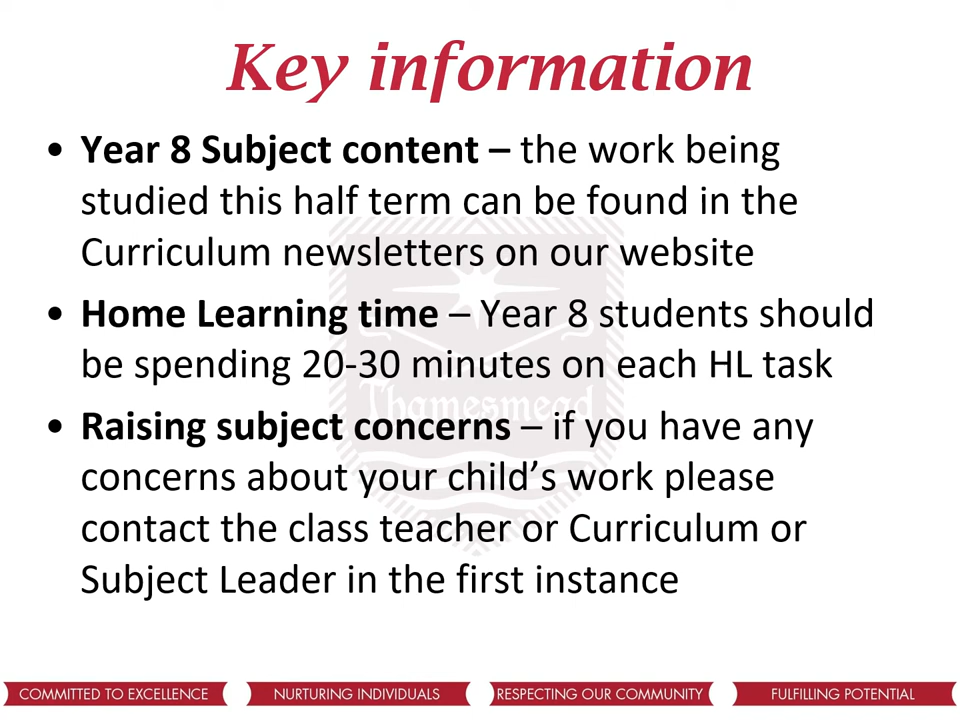 Key information
• Year 8 Subject content – the work being
studied this half term can be found in the
Curriculum newsletters on our website
• Home Learning time – Year 8 students should
be spending 20-30 minutes on each HL task
Thamesmead
• Raising subject concerns – if you have any
concerns about your child’s work please
contact the class teacher or Curriculum or
Subject Leader in the first instance
COMMITTED TO EXCELLENCE NURTURING INDIVIDUALS RESPECTING OUR COMMUNITY FULFILLING POTENTIAL